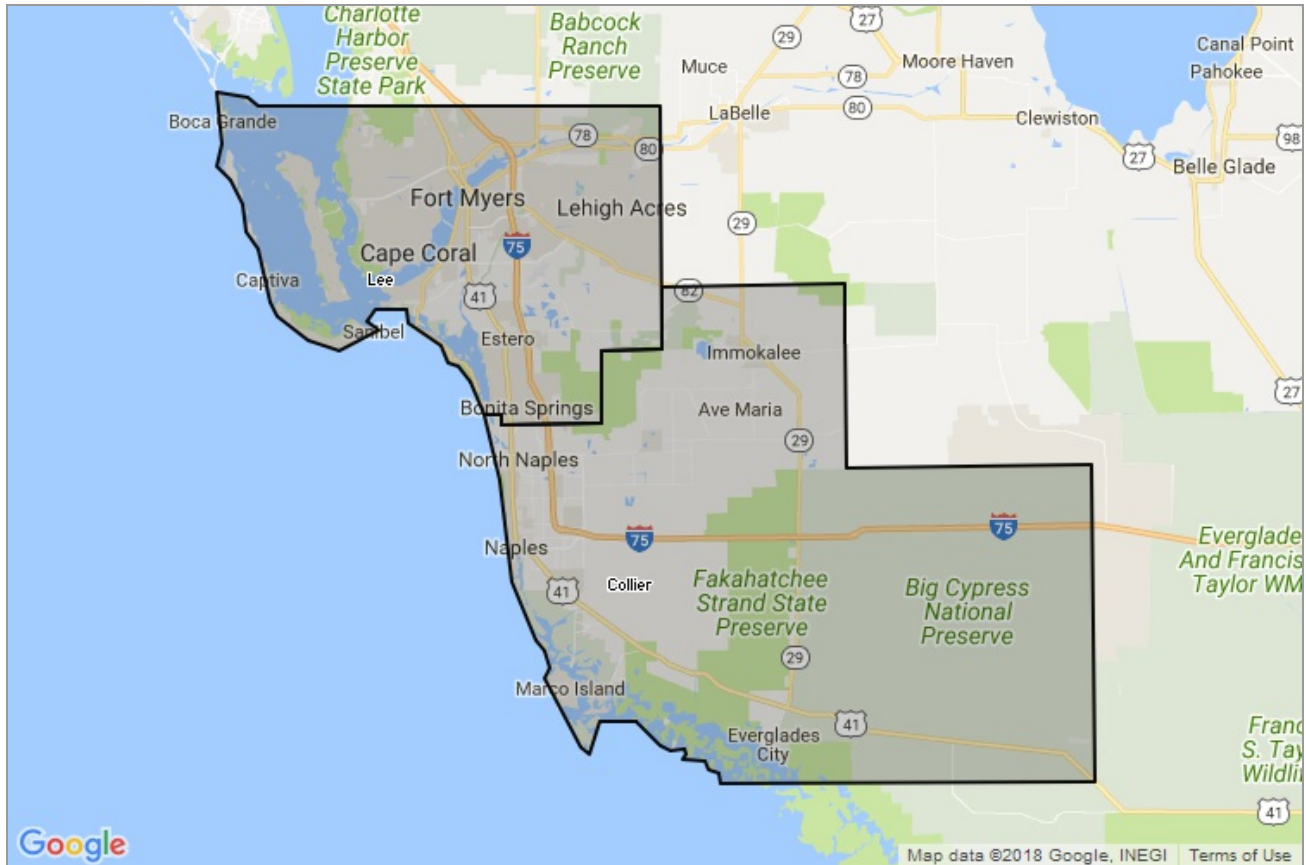 Charlotte
Harbor
Preserve
State Park
Babcock
Ranch
Preserve
27
29
Muce
78
Moore Haven
Canal Point
Pahokee
Boca Grande
LaBelle
80
Clewiston
78
80
27
98
Belle Glade
Fort Myers
Lehigh Acres
29
Cape Coral
75
Captiva
Lee
41
82
Sanibel
Estero
Immokalee
27
Bonita Springs
Ave Maria
29
North Naples
75
75
Naples
Everglade
And Francis
Taylor WM
41
Collier
Fakahatchee
Strand State
Preserve
Big Cypress
National
Preserve
29
Marco Island
41
Everglades
City
Franc
S. Tay
Wildli
41
Google
Map data ©2018 Google, INEGI
Terms of Use